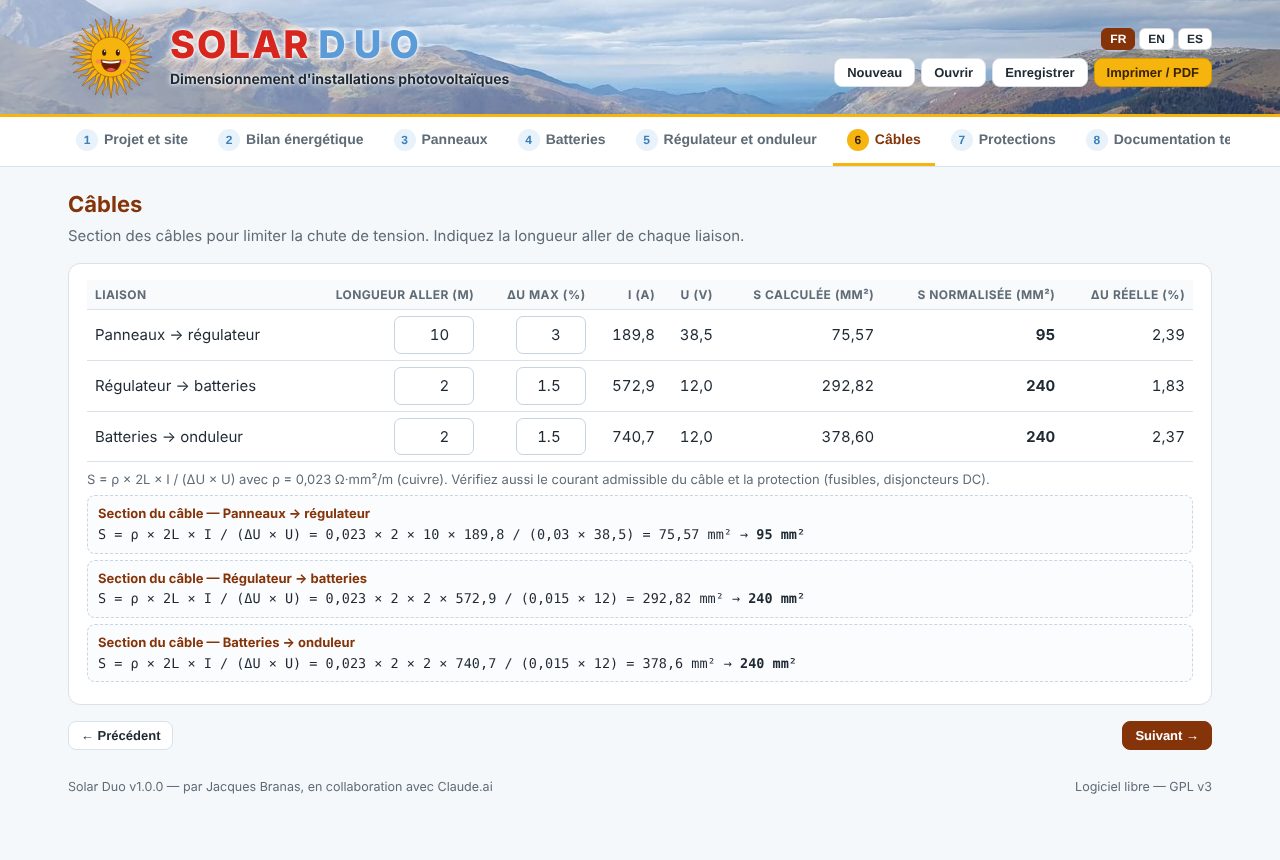 SOLAR DUO
Dimensionnement d'installations photovoltaïques
FR EN ES
Nouveau Ouvrir Enregistrer Imprimer / PDF
1 Projet et site 2 Bilan énergétique 3 Panneaux 4 Batteries 5 Régulateur et onduleur 6 Câbles 7 Protections 8 Documentation te
Câbles
Section des câbles pour limiter la chute de tension. Indiquez la longueur aller de chaque liaison.
LIAISON LONGUEUR ALLER (M) ΔU MAX (%) I (A) U (V) S CALCULÉE (MM²) S NORMALISÉE (MM²) ΔU RÉELLE (%)
Panneaux → régulateur 10 3 189,8 38,5 75,57 95 2,39
Régulateur → batteries 2 1.5 572,9 12,0 292,82 240 1,83
Batteries → onduleur 2 1.5 740,7 12,0 378,60 240 2,37
S = ρ × 2L × I / (ΔU × U) avec ρ = 0,023 Ω·mm²/m (cuivre). Vérifiez aussi le courant admissible du câble et la protection (fusibles, disjoncteurs DC).
Section du câble — Panneaux → régulateur
S = ρ × 2L × I / (ΔU × U) = 0,023 × 2 × 10 × 189,8 / (0,03 × 38,5) = 75,57 mm² → 95 mm²
Section du câble — Régulateur → batteries
S = ρ × 2L × I / (ΔU × U) = 0,023 × 2 × 2 × 572,9 / (0,015 × 12) = 292,82 mm² → 240 mm²
Section du câble — Batteries → onduleur
S = ρ × 2L × I / (ΔU × U) = 0,023 × 2 × 2 × 740,7 / (0,015 × 12) = 378,6 mm² → 240 mm²
← Précédent Suivant →
Solar Duo v1.0.0 — par Jacques Branas, en collaboration avec Claude.ai Logiciel libre — GPL v3